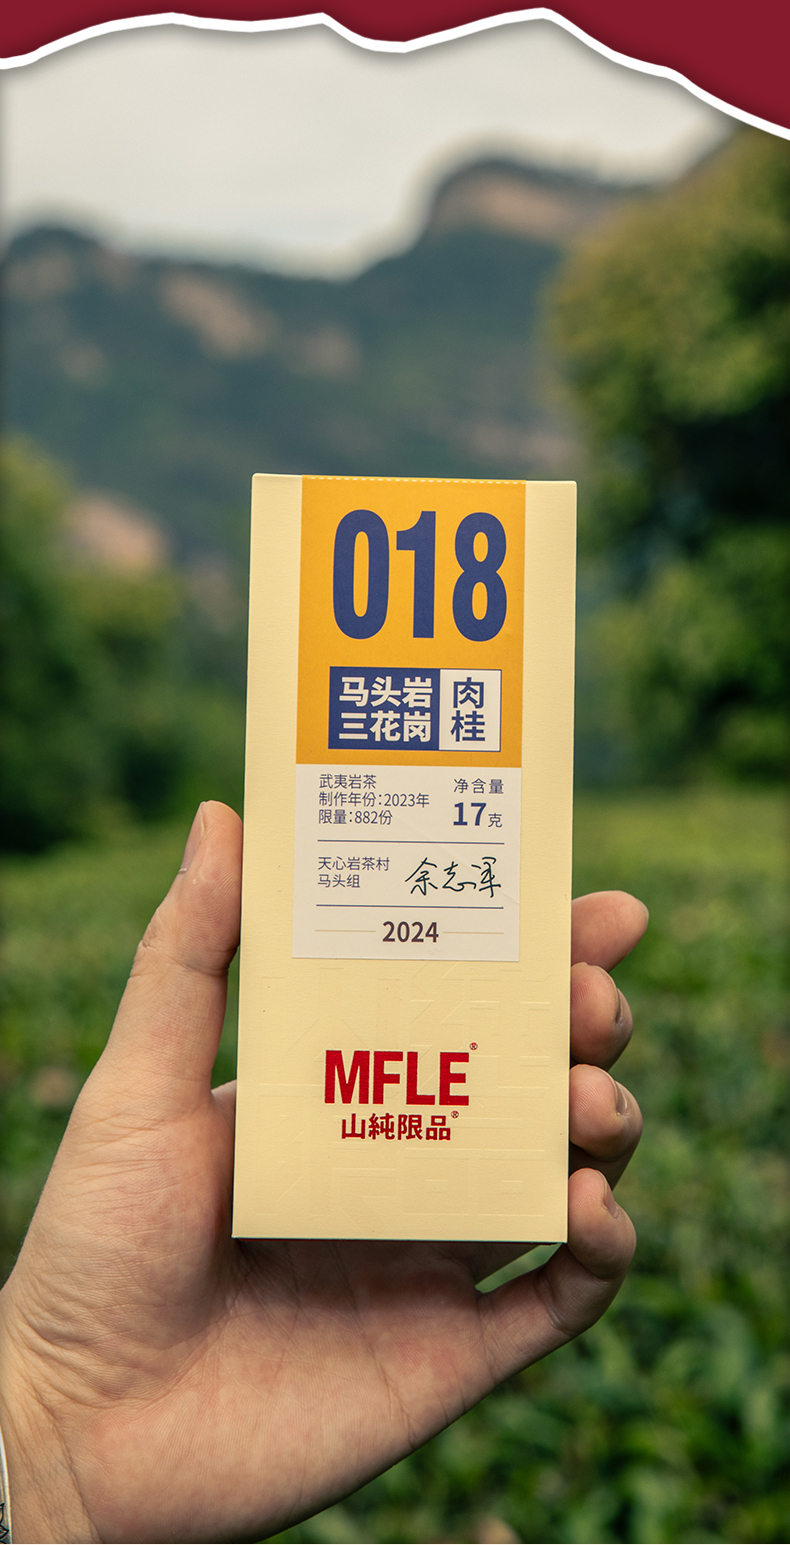 018
马头岩 肉
三花岗 桂
武夷岩茶
制作年份:2023年
限量:882份
净含量
17克
天心岩茶村
马头组
余志军
2024
MFLE®
山純限品®